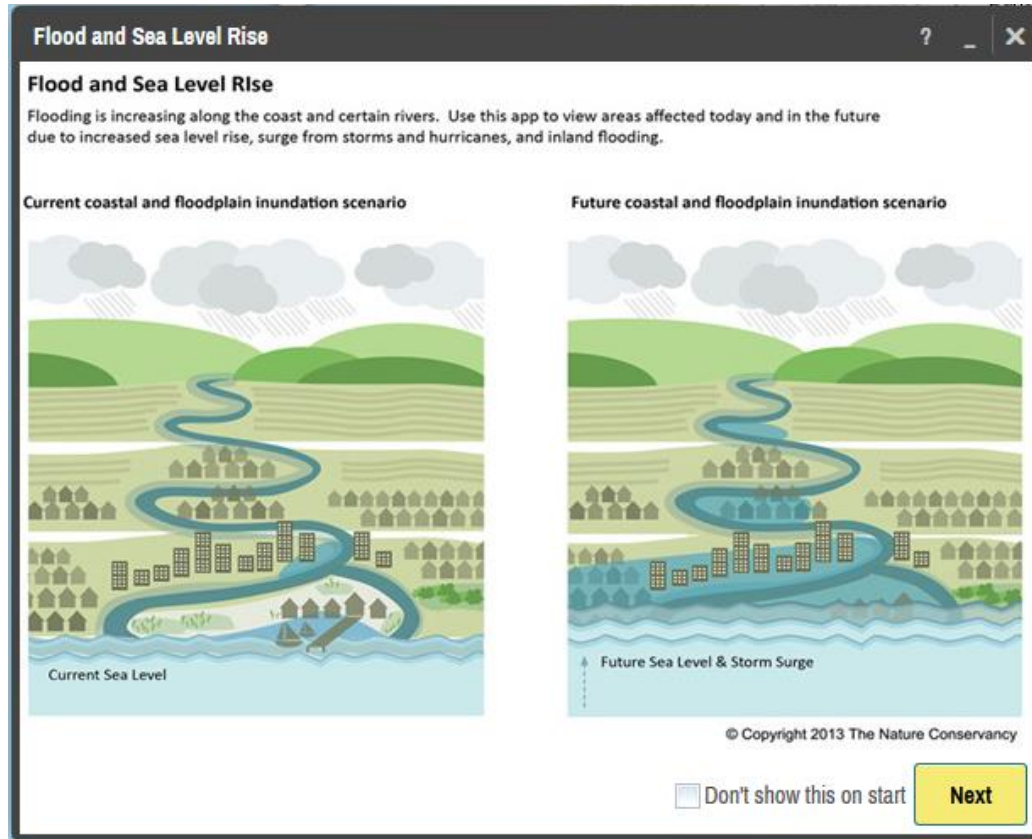 Flood and Sea Level Rise
? _ ×
Flood and Sea Level RIse
Flooding is increasing along the coast and certain rivers. Use this app to view areas affected today and in the future
due to increased sea level rise, surge from storms and hurricanes, and inland flooding.
Current coastal and floodplain inundation scenario
Future coastal and floodplain inundation scenario
Current Sea Level
Future Sea Level & Storm Surge
© Copyright 2013 The Nature Conservancy
Don't show this on start
Next